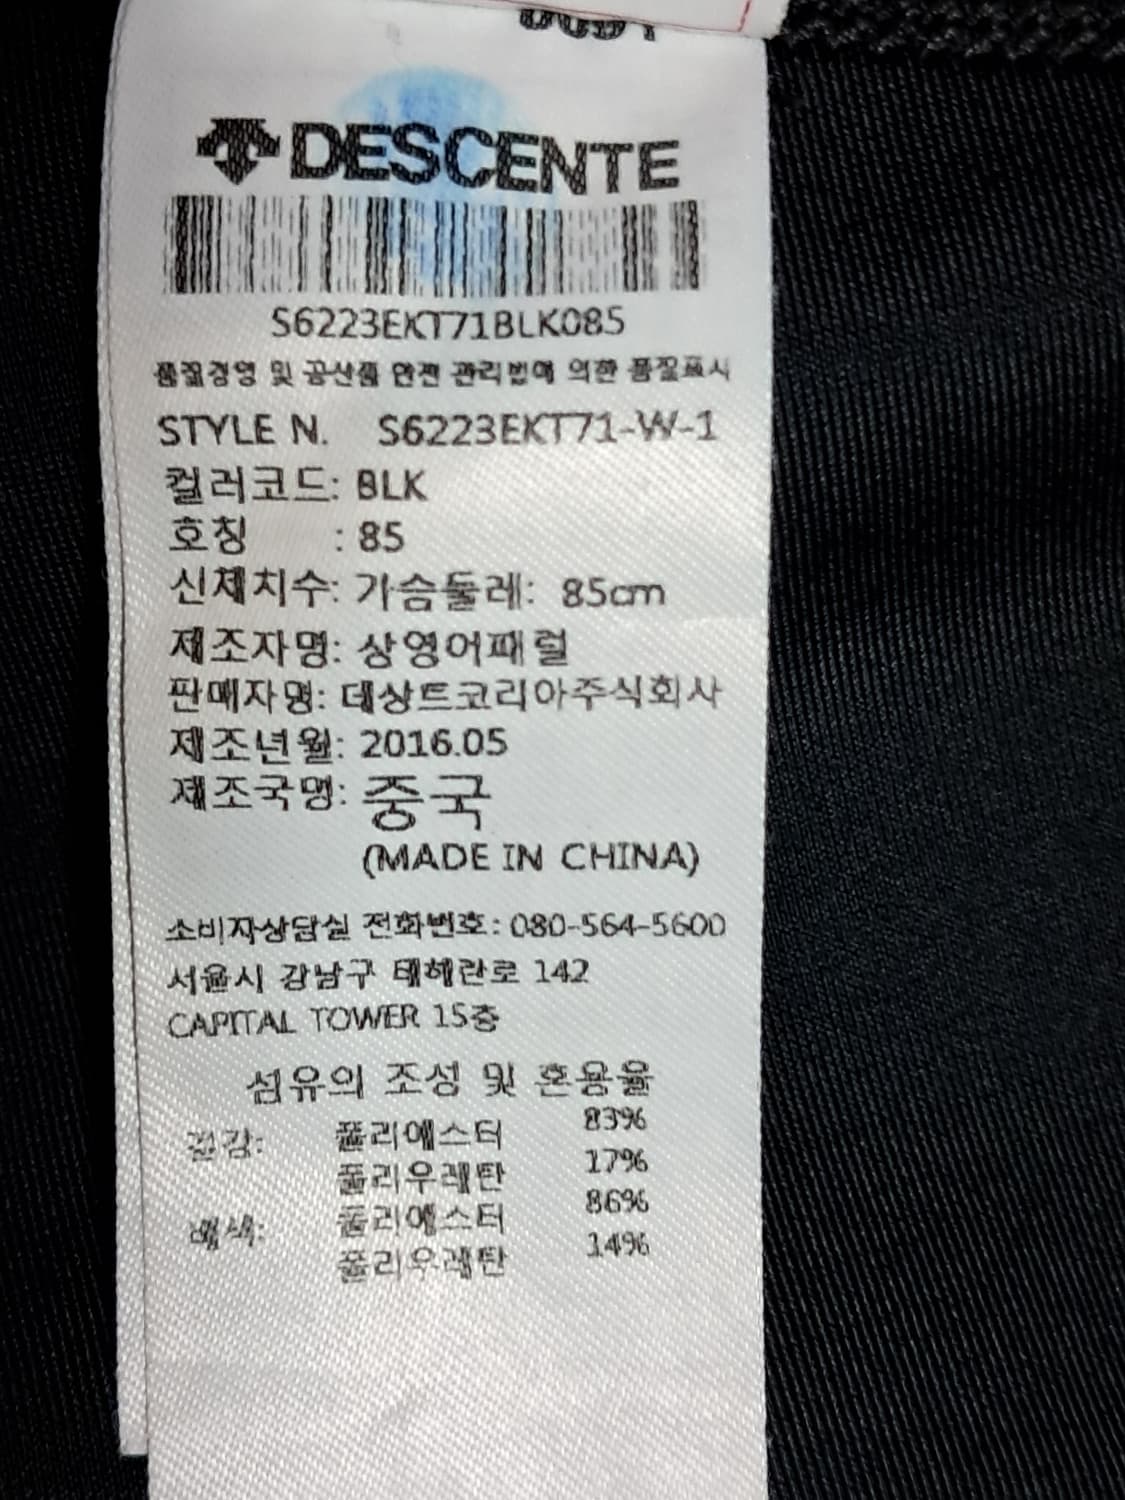 DESCENTE
S6223EKT71BLK085
품질경영 및 공산품 안전 관리법에 의한 품질표시
STYLE N. S6223EKT71-W-1
컬러코드: BLK
호칭 : 85
신체치수: 가슴둘레: 85cm
제조자명: 상영어패럴
판매자명: 데상트코리아주식회사
제조년월: 2016.05
제조국명: 중국
(MADE IN CHINA)
소비자상담실 전화번호: 080-564-5600
서울시 강남구 태헤란로 142
CAPITAL TOWER 15층
섬유의 조성 및 혼용율
겉감: 폴리에스터 83%
폴리우레탄 17%
배색: 폴리에스터 86%
폴리우레탄 14%